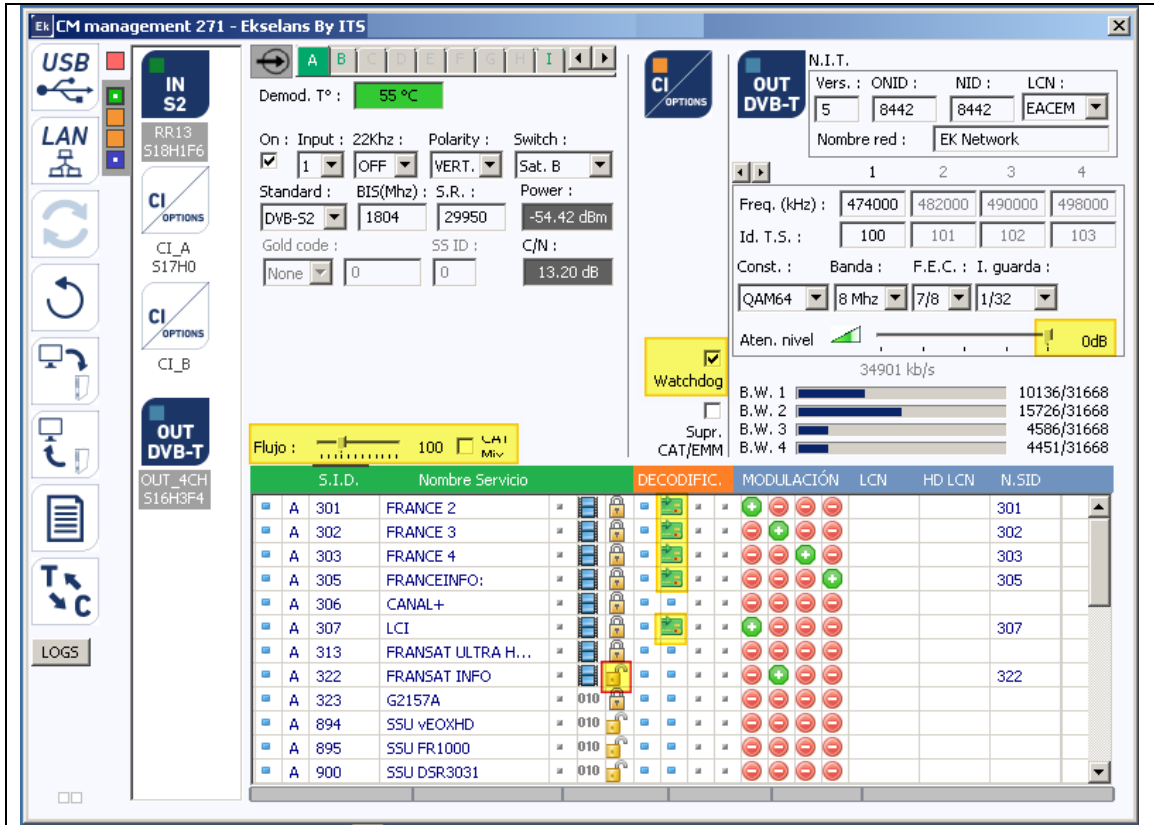 Ek CM management 271 - Ekselans By ITS
USB
LAN
LOGS
IN
S2
RR13
S18H1F6
CI
OPTIONS
CI_A
S17H0
CI
OPTIONS
CI_B
OUT
DVB-T
OUT_4CH
S16H3F4
T C
A B C D E F G H I
Demod. Tº : 55 ºC
On : Input : 22Khz : Polarity : Switch :
1 OFF VERT. Sat. B
Standard : BIS(Mhz) : S.R. : Power :
DVB-S2 1804 29950 -54.42 dBm
Gold code : SS ID : C/N :
None 0 0 13.20 dB
Flujo : 100 CAT
Mix
CI
OPTIONS
Watchdog
Supr.
CAT/EMM
OUT
DVB-T
N.I.T.
Vers. : ONID : NID : LCN :
5 8442 8442 EACEM
Nombre red : EK Network
1 2 3 4
Freq. (kHz) : 474000 482000 490000 498000
Id. T.S. : 100 101 102 103
Const. : Banda : F.E.C. : I. guarda :
QAM64 8 Mhz 7/8 1/32
Aten. nivel 0dB
34901 kb/s
B.W. 1 10136/31668
B.W. 2 15726/31668
B.W. 3 4586/31668
B.W. 4 4451/31668
S.I.D. Nombre Servicio DECODIFIC. MODULACIÓN LCN HD LCN N.SID
A 301 FRANCE 2 301
A 302 FRANCE 3 302
A 303 FRANCE 4 303
A 305 FRANCEINFO: 305
A 306 CANAL+
A 307 LCI 307
A 313 FRANSAT ULTRA H...
A 322 FRANSAT INFO 322
A 323 G2157A 010
A 894 SSU vEOXHD 010
A 895 SSU FR1000 010
A 900 SSU DSR3031 010